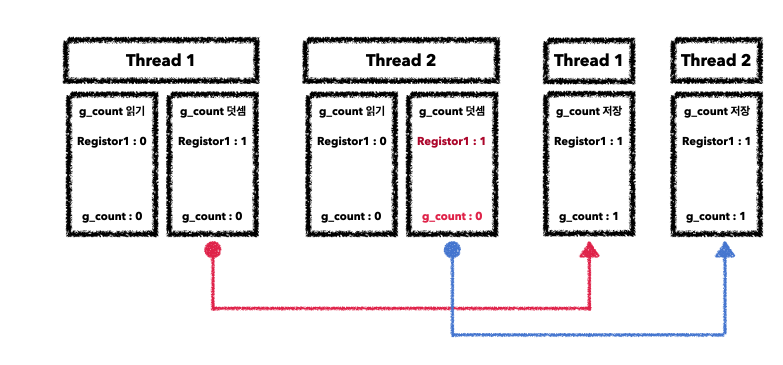 Thread 1
Thread 2
Thread 1
Thread 2
g_count 읽기
Registor1 : 0
g_count : 0
g_count 덧셈
Registor1 : 1
g_count : 0
g_count 읽기
Registor1 : 0
g_count : 0
g_count 덧셈
Registor1 : 1
g_count : 0
g_count 저장
Registor1 : 1
g_count : 1
g_count 저장
Registor1 : 1
g_count : 1